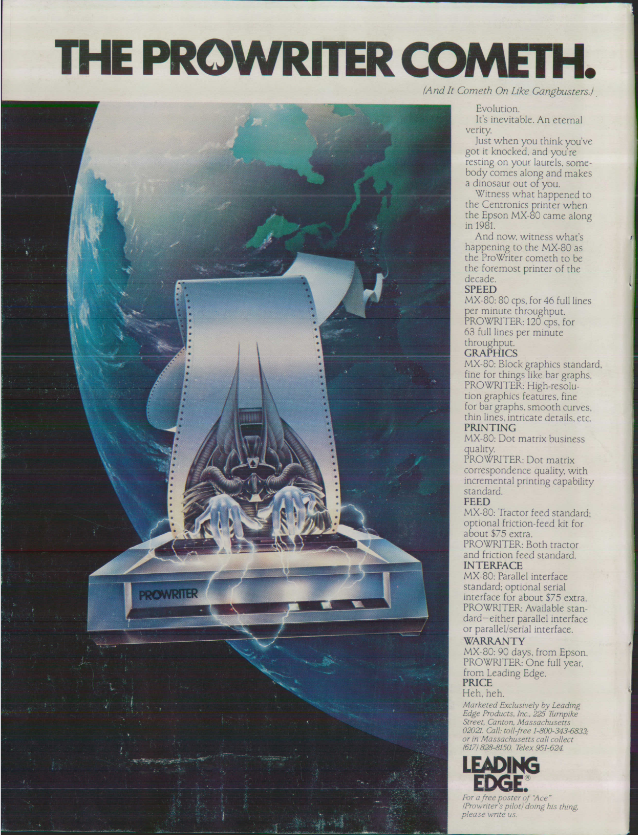 THE PROWRITER COMETH.
(And It Cometh On Like Gangbusters.)
Evolution.
It's inevitable. An eternal
verity.
Just when you think you've
got it knocked, and you're
resting on your laurels, some-
body comes along and makes
a dinosaur out of you.
Witness what happened to
the Centronics printer when
the Epson MX-80 came along
in 1981.
And now, witness what's
happening to the MX-80 as
the ProWriter cometh to be
the foremost printer of the
decade.
SPEED
MX-80: 80 cps, for 46 full lines
per minute throughput.
PROWRITER: 120 cps, for
63 full lines per minute
throughput.
GRAPHICS
MX-80: Block graphics standard,
fine for things like bar graphs.
PROWRITER: High-resolu-
tion graphics features, fine
for bar graphs, smooth curves,
thin lines, intricate details, etc.
PRINTING
MX-80: Dot matrix business
quality.
PROWRITER: Dot matrix
correspondence quality, with
incremental printing capability
standard.
FEED
MX-80: Tractor feed standard;
optional friction-feed kit for
about $75 extra.
PROWRITER: Both tractor
and friction feed standard.
INTERFACE
MX 80: Parallel interface
standard; optional serial
interface for about $75 extra.
PROWRITER: Available stan-
dard—either parallel interface
or parallel/serial interface.
WARRANTY
MX-80: 90 days, from Epson.
PROWRITER: One full year,
from Leading Edge.
PRICE
Heh, heh.
Marketed Exclusively by Leading
Edge Products, Inc., 225 Turnpike
Street, Canton, Massachusetts
02021. Call: toll-free 1-800-343-6833;
or in Massachusetts call collect
(617) 828-8150. Telex 951-624.
LEADING
EDGE.®
For a free poster of "Ace"
(Prowriter's pilot) doing his thing,
please write us.
PROWRITER